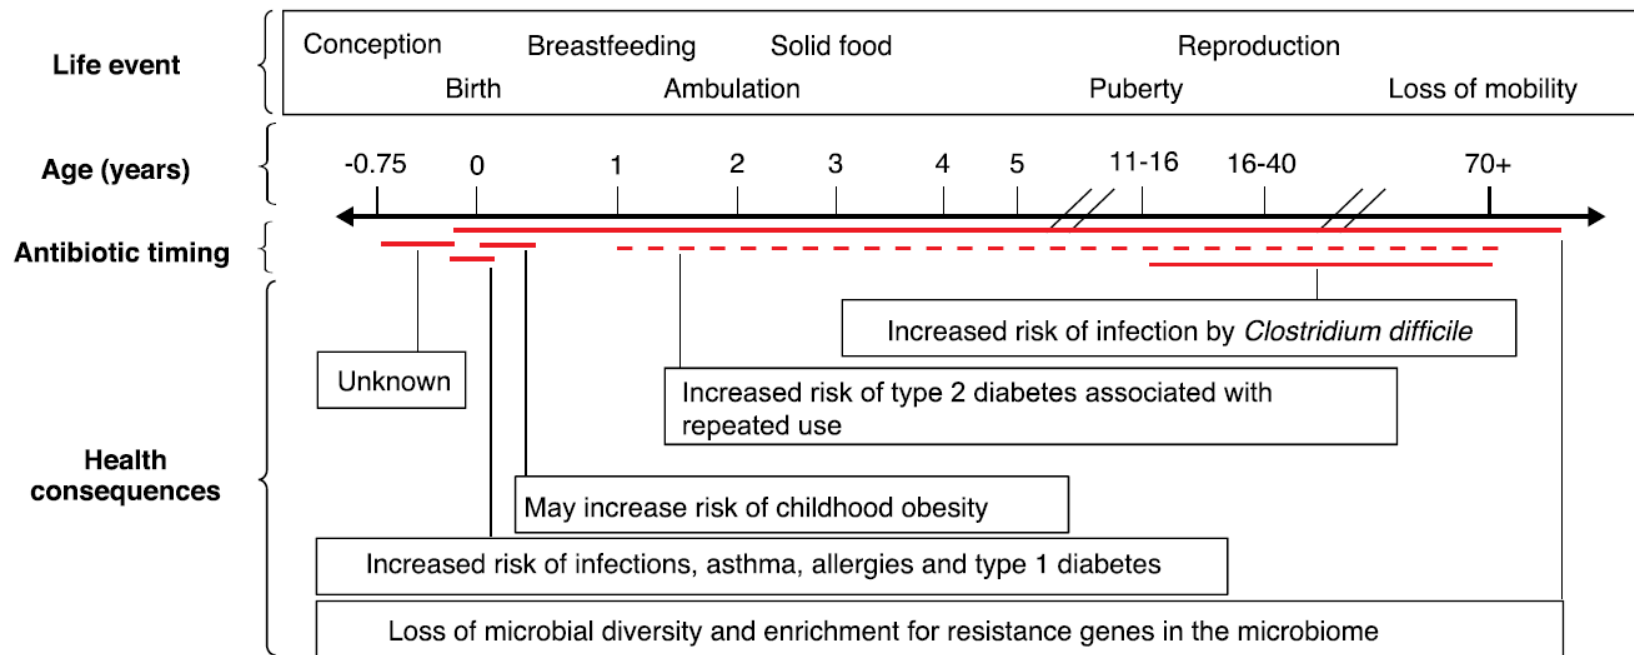 Life event
Conception Breastfeeding Solid food Reproduction
Birth Ambulation Puberty Loss of mobility
Age (years)
-0.75 0 1 2 3 4 5 11-16 16-40 70+
Antibiotic timing
Health
consequences
Increased risk of infection by Clostridium difficile
Unknown
Increased risk of type 2 diabetes associated with
repeated use
May increase risk of childhood obesity
Increased risk of infections, asthma, allergies and type 1 diabetes
Loss of microbial diversity and enrichment for resistance genes in the microbiome